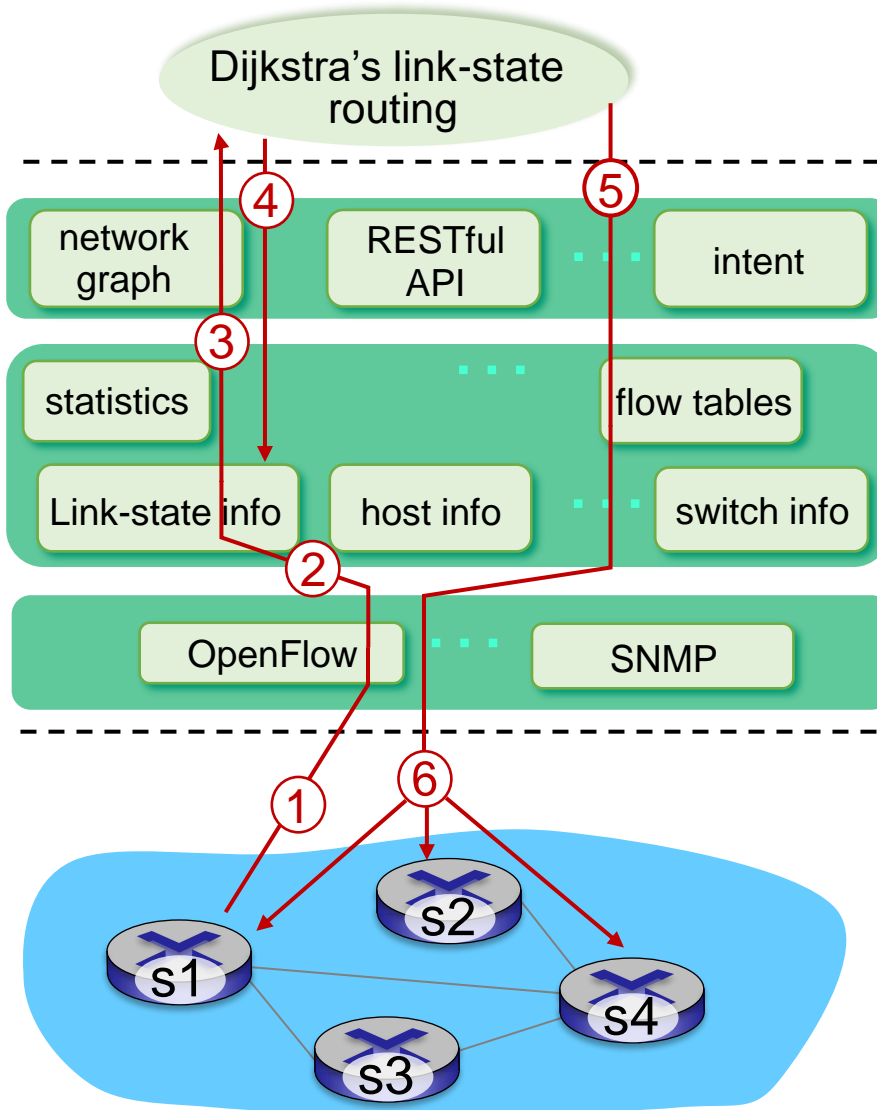 Dijkstra’s link-state
routing
4
5
network
graph
RESTful
API
intent
3
statistics
flow tables
Link-state info
host info
switch info
2
OpenFlow
SNMP
1
6
s2
s1
s4
s3